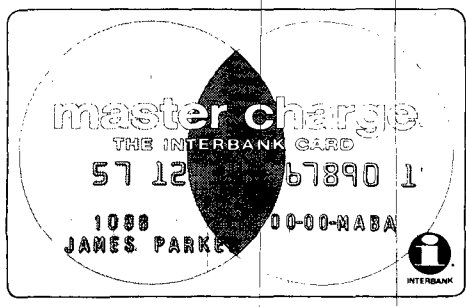 master charge
THE INTERBANK CARD
57 12 67890 1
1088 00-00-MABA
JAMES PARKE
i
INTERBANK